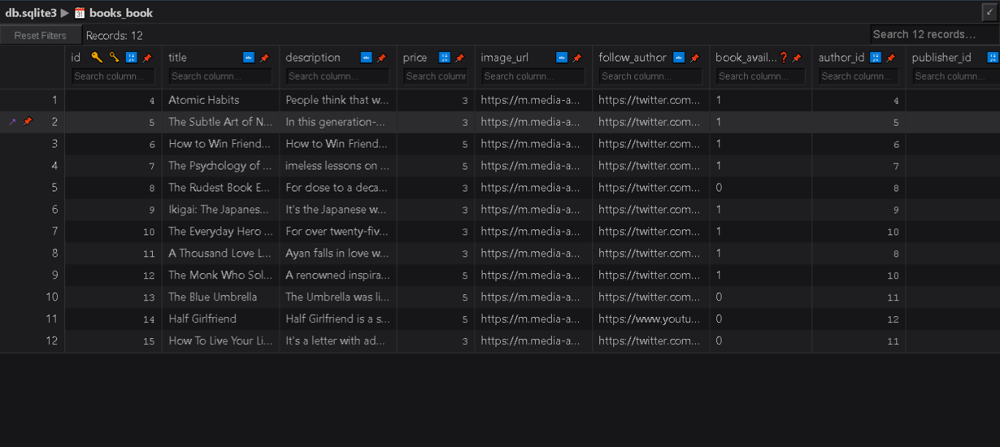 db.sqlite3 ▶ books_book
Reset Filters Records: 12 Search 12 records...
id title description price image_url follow_author book_avail... author_id publisher_id
Search column... Search column... Search column... Search column Search column... Search column... Search column... Search column... Search column...
1 4 Atomic Habits People think that w... 3 https://m.media-a... https://twitter.com... 1 4
2 5 The Subtle Art of N... In this generation-... 3 https://m.media-a... https://twitter.com... 1 5
3 6 How to Win Friend... How to Win Friend... 5 https://m.media-a... https://twitter.com... 1 6
4 7 The Psychology of ... imeless lessons on ... 5 https://m.media-a... https://twitter.com... 1 7
5 8 The Rudest Book E... For close to a deca... 3 https://m.media-a... https://twitter.com... 0 8
6 9 Ikigai: The Japanes... It's the Japanese w... 3 https://m.media-a... https://twitter.com... 1 9
7 10 The Everyday Hero ... For over twenty-fiv... 3 https://m.media-a... https://twitter.com... 1 10
8 11 A Thousand Love L... Ayan falls in love w... 3 https://m.media-a... https://twitter.com... 1 8
9 12 The Monk Who Sol... A renowned inspira... 5 https://m.media-a... https://twitter.com... 1 10
10 13 The Blue Umbrella The Umbrella was li... 5 https://m.media-a... https://twitter.com... 0 11
11 14 Half Girlfriend Half Girlfriend is a s... 5 https://m.media-a... https://www.youtu... 0 12
12 15 How To Live Your Li... It's a letter with ad... 3 https://m.media-a... https://twitter.com... 0 11